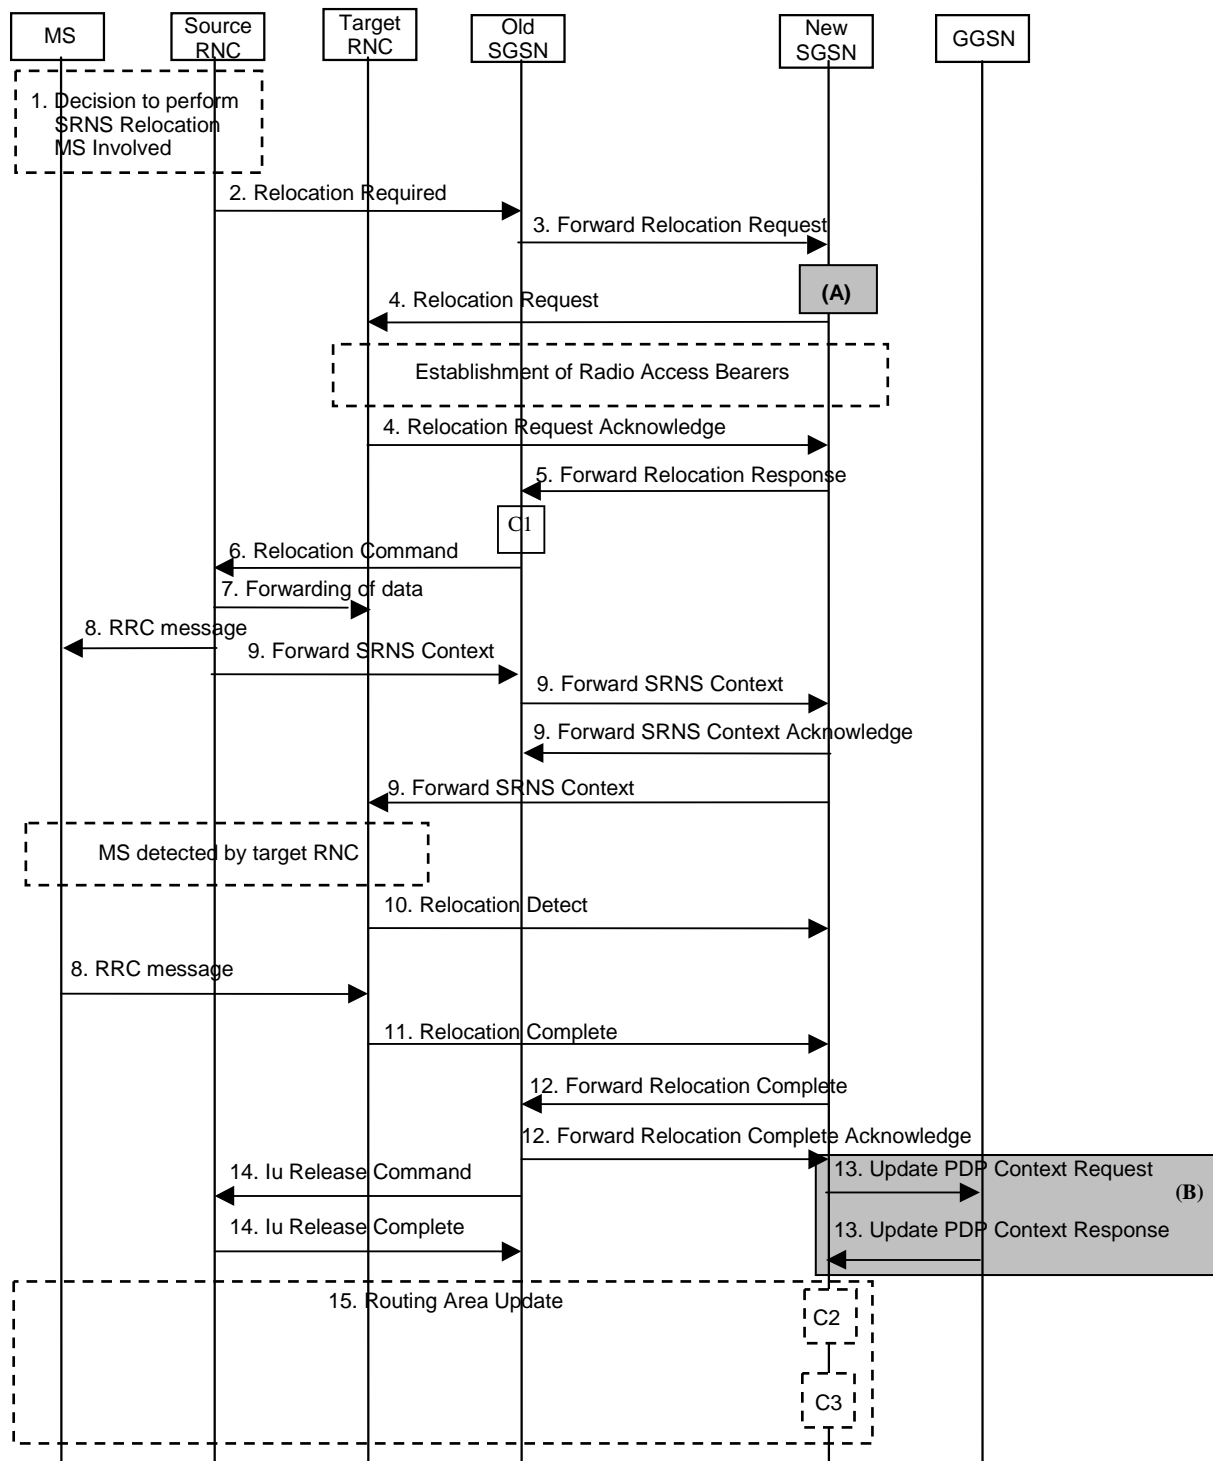 MS
Source
RNC
Target
RNC
Old
SGSN
New
SGSN
GGSN
1. Decision to perform
SRNS Relocation
MS Involved
2. Relocation Required
3. Forward Relocation Request
(A)
4. Relocation Request
Establishment of Radio Access Bearers
4. Relocation Request Acknowledge
5. Forward Relocation Response
C1
6. Relocation Command
7. Forwarding of data
8. RRC message
9. Forward SRNS Context
9. Forward SRNS Context
9. Forward SRNS Context Acknowledge
9. Forward SRNS Context
MS detected by target RNC
10. Relocation Detect
8. RRC message
11. Relocation Complete
12. Forward Relocation Complete
12. Forward Relocation Complete Acknowledge
14. Iu Release Command
13. Update PDP Context Request
(B)
14. Iu Release Complete
13. Update PDP Context Response
15. Routing Area Update
C2
C3